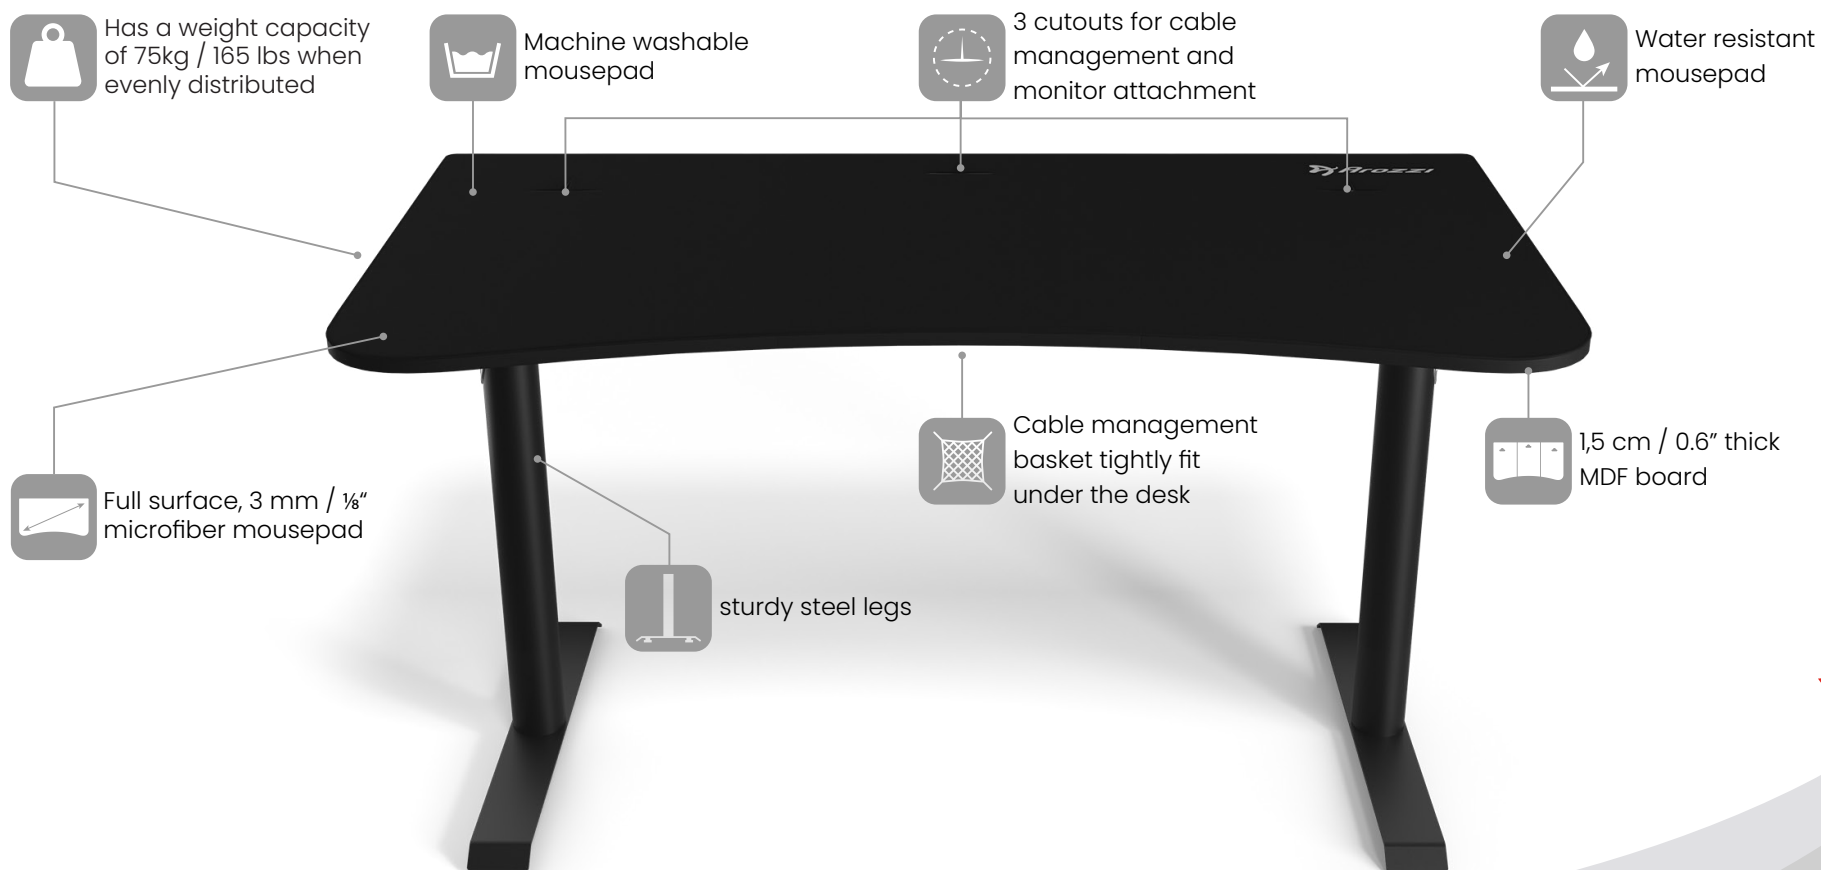 Has a weight capacity
of 75kg / 165 lbs when
evenly distributed
Machine washable
mousepad
3 cutouts for cable
management and
monitor attachment
Water resistant
mousepad
Arozzi
Full surface, 3 mm / ⅛“
microfiber mousepad
sturdy steel legs
Cable management
basket tightly fit
under the desk
1,5 cm / 0.6” thick
MDF board